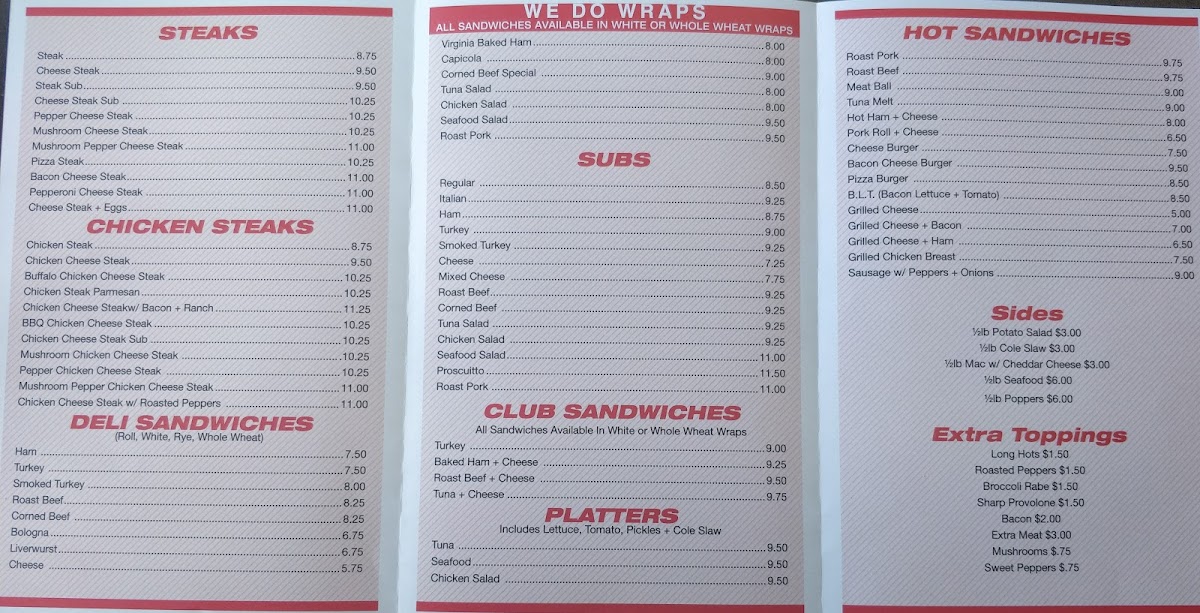 STEAKS
Steak 8.75
Cheese Steak 9.50
Steak Sub 9.50
Cheese Steak Sub 10.25
Pepper Cheese Steak 10.25
Mushroom Cheese Steak 10.25
Mushroom Pepper Cheese Steak 11.00
Pizza Steak 10.25
Bacon Cheese Steak 11.00
Pepperoni Cheese Steak 11.00
Cheese Steak + Eggs 11.00
CHICKEN STEAKS
Chicken Steak 8.75
Chicken Cheese Steak 9.50
Buffalo Chicken Cheese Steak 10.25
Chicken Steak Parmesan 10.25
Chicken Cheese Steakw/ Bacon + Ranch 11.25
BBQ Chicken Cheese Steak 10.25
Chicken Cheese Steak Sub 10.25
Mushroom Chicken Cheese Steak 10.25
Pepper Chicken Cheese Steak 10.25
Mushroom Pepper Chicken Cheese Steak 11.00
Chicken Cheese Steak w/ Roasted Peppers 11.00
DELI SANDWICHES
(Roll, White, Rye, Whole Wheat)
Ham 7.50
Turkey 7.50
Smoked Turkey 8.00
Roast Beef 8.25
Corned Beef 8.25
Bologna 6.75
Liverwurst 6.75
Cheese 5.75
WE DO WRAPS
ALL SANDWICHES AVAILABLE IN WHITE OR WHOLE WHEAT WRAPS
Virginia Baked Ham 8.00
Capicola 8.00
Corned Beef Special 9.00
Tuna Salad 8.00
Chicken Salad 8.00
Seafood Salad 9.50
Roast Pork 9.50
SUBS
Regular 8.50
Italian 9.25
Ham 8.75
Turkey 9.00
Smoked Turkey 9.25
Cheese 7.25
Mixed Cheese 7.75
Roast Beef 9.25
Corned Beef 9.25
Tuna Salad 9.25
Chicken Salad 9.25
Seafood Salad 11.00
Proscuitto 11.50
Roast Pork 11.00
CLUB SANDWICHES
All Sandwiches Available In White or Whole Wheat Wraps
Turkey 9.00
Baked Ham + Cheese 9.25
Roast Beef + Cheese 9.50
Tuna + Cheese 9.75
PLATTERS
Includes Lettuce, Tomato, Pickles + Cole Slaw
Tuna 9.50
Seafood 9.50
Chicken Salad 9.50
HOT SANDWICHES
Roast Pork 9.75
Roast Beef 9.75
Meat Ball 9.00
Tuna Melt 9.00
Hot Ham + Cheese 8.00
Pork Roll + Cheese 6.50
Cheese Burger 7.50
Bacon Cheese Burger 9.50
Pizza Burger 8.50
B.L.T. (Bacon Lettuce + Tomato) 8.50
Grilled Cheese 5.00
Grilled Cheese + Bacon 7.00
Grilled Cheese + Ham 6.50
Grilled Chicken Breast 7.50
Sausage w/ Peppers + Onions 9.00
Sides
½lb Potato Salad $3.00
½lb Cole Slaw $3.00
½lb Mac w/ Cheddar Cheese $3.00
½lb Seafood $6.00
½lb Poppers $6.00
Extra Toppings
Long Hots $1.50
Roasted Peppers $1.50
Broccoli Rabe $1.50
Sharp Provolone $1.50
Bacon $2.00
Extra Meat $3.00
Mushrooms $.75
Sweet Peppers $.75